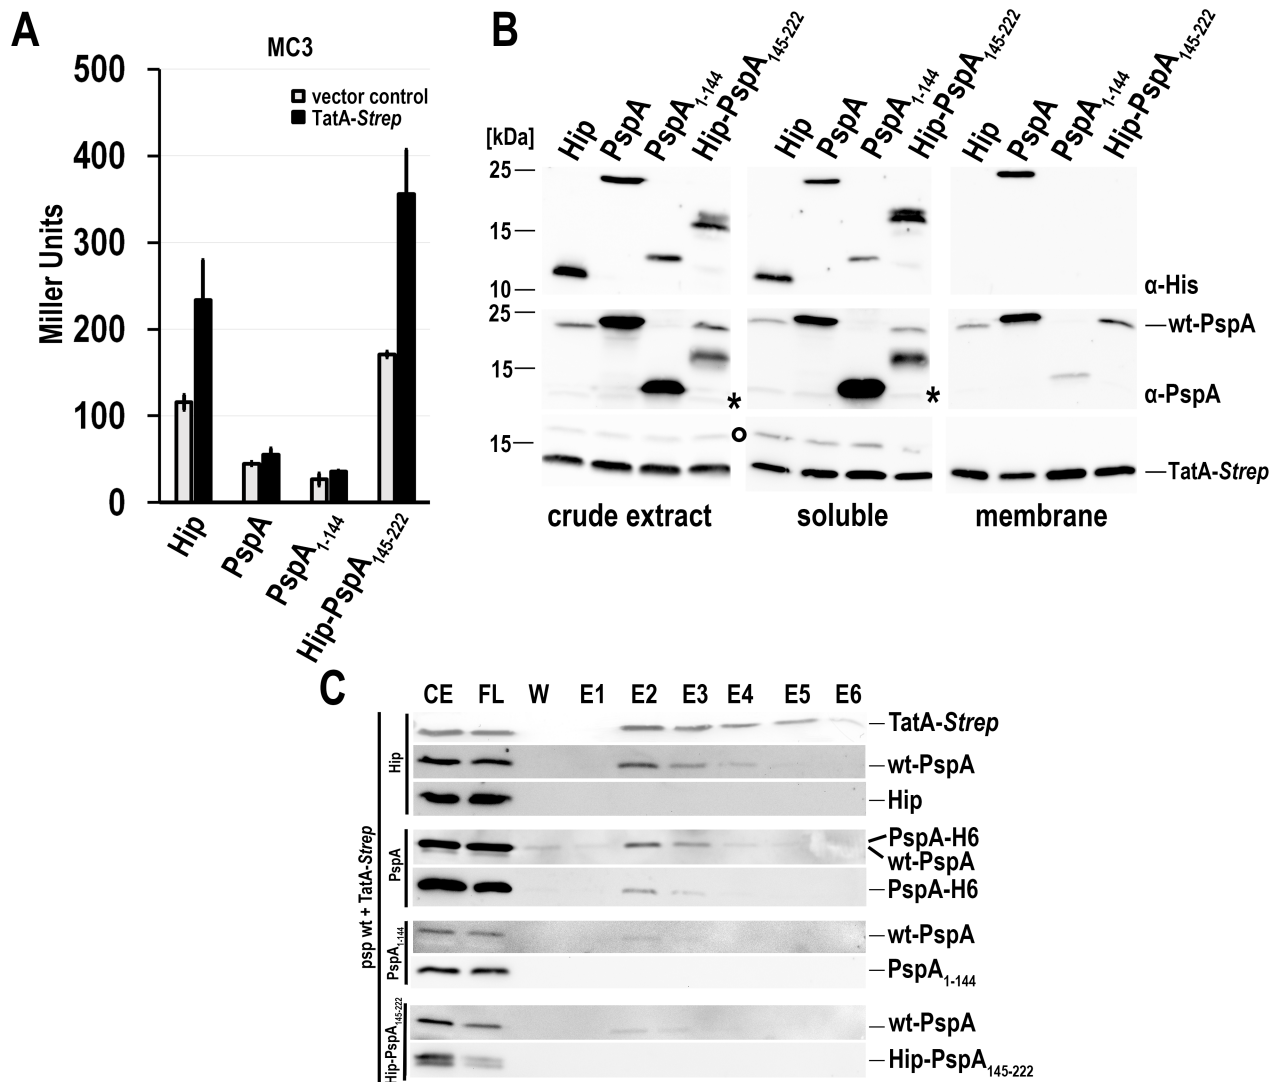 A
MC3
500
400
300
200
100
0
Miller Units
vector control
TatA-Strep
Hip
PspA
PspA1-144
Hip-PspA145-222
B
[kDa]
Hip
PspA
PspA1-144
Hip-PspA145-222
Hip
PspA
PspA1-144
Hip-PspA145-222
Hip
PspA
PspA1-144
Hip-PspA145-222
25
15
10
α-His
25
wt-PspA
15
*
*
α-PspA
15
TatA-Strep
crude extract
soluble
membrane
C
CE FL W E1 E2 E3 E4 E5 E6
psp wt + TatA-Strep
Hip
TatA-Strep
wt-PspA
Hip
PspA
PspA-H6
wt-PspA
PspA-H6
PspA1-144
wt-PspA
PspA1-144
Hip-PspA145-222
wt-PspA
Hip-PspA145-222